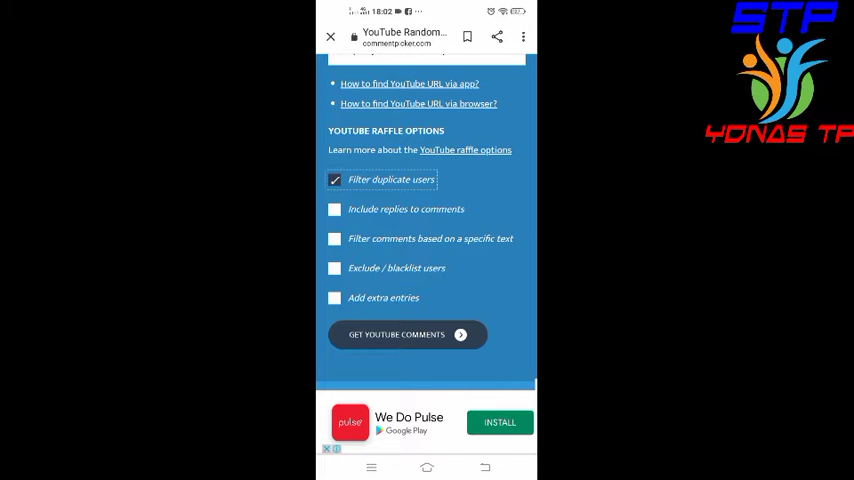 18:02
YouTube Random...
commentpicker.com
How to find YouTube URL via app?
How to find YouTube URL via browser?
YOUTUBE RAFFLE OPTIONS
Learn more about the YouTube raffle options
Filter duplicate users
Include replies to comments
Filter comments based on a specific text
Exclude / blacklist users
Add extra entries
GET YOUTUBE COMMENTS
pulse
We Do Pulse
Google Play
INSTALL
STP
YONAS TP